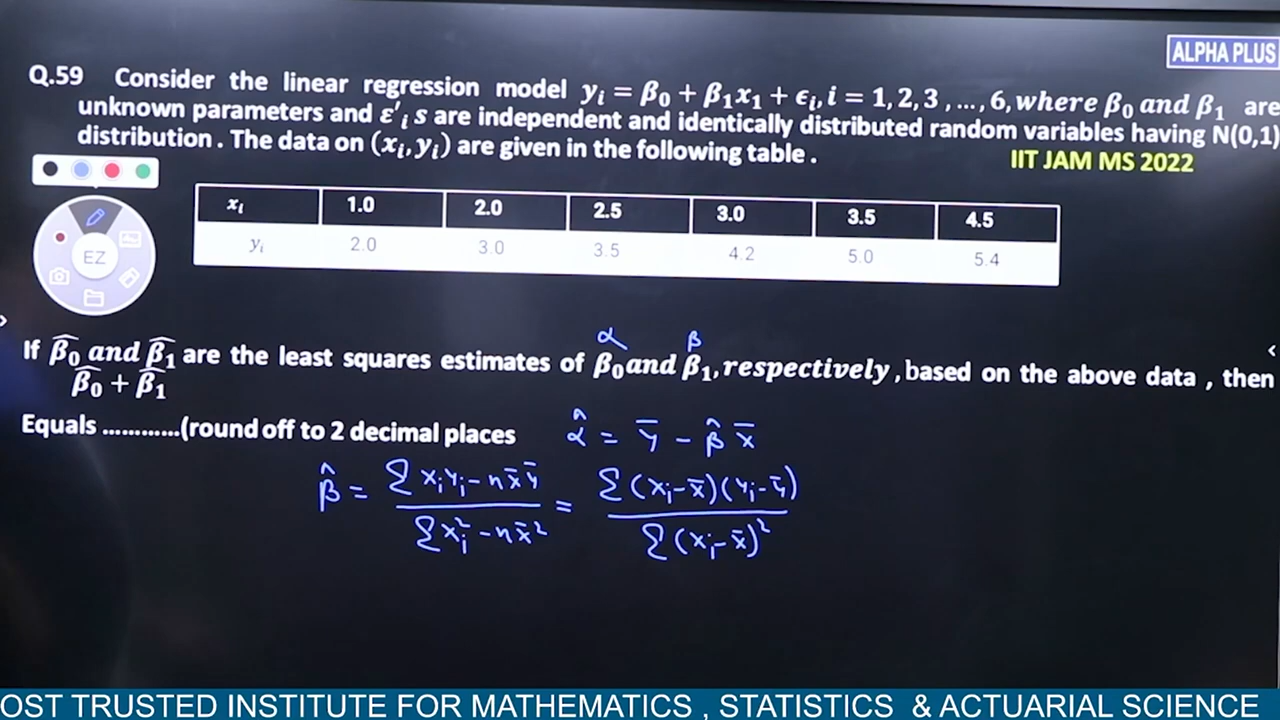 ALPHA PLUS
Q.59 Consider the linear regression model yᵢ = β₀ + β₁x₁ + ϵᵢ, i = 1, 2, 3 , ..., 6, where β₀ and β₁ are
unknown parameters and ε′ᵢ s are independent and identically distributed random variables having N(0,1)
distribution . The data on (xᵢ, yᵢ) are given in the following table .
IIT JAM MS 2022
xᵢ 1.0 2.0 2.5 3.0 3.5 4.5
yᵢ 2.0 3.0 3.5 4.2 5.0 5.4
EZ
α β
If β̂₀ and β̂₁ are the least squares estimates of β₀ and β₁, respectively , based on the above data , then
β̂₀ + β̂₁
Equals ............(round off to 2 decimal places
α̂ = ȳ - β̂ x̄
β̂ = Σxᵢyᵢ - nx̄ȳ / Σxᵢ² - nx̄² = Σ(xᵢ-x̄)(yᵢ-ȳ) / Σ(xᵢ-x̄)²
OST TRUSTED INSTITUTE FOR MATHEMATICS , STATISTICS & ACTUARIAL SCIENCE